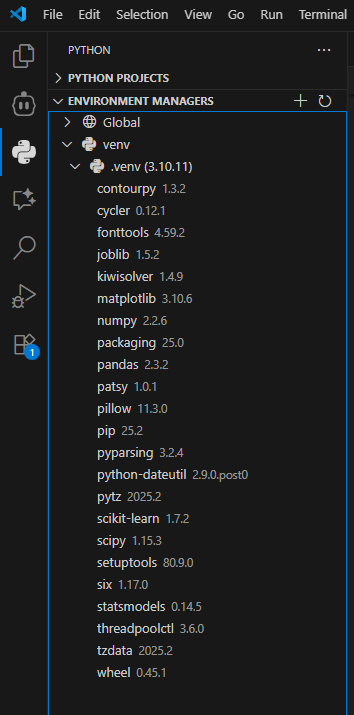 File Edit Selection View Go Run Terminal
PYTHON
PYTHON PROJECTS
ENVIRONMENT MANAGERS
Global
venv
.venv (3.10.11)
contourpy 1.3.2
cycler 0.12.1
fonttools 4.59.2
joblib 1.5.2
kiwisolver 1.4.9
matplotlib 3.10.6
numpy 2.2.6
packaging 25.0
pandas 2.3.2
patsy 1.0.1
pillow 11.3.0
pip 25.2
pyparsing 3.2.4
python-dateutil 2.9.0.post0
pytz 2025.2
scikit-learn 1.7.2
scipy 1.15.3
setuptools 80.9.0
six 1.17.0
statsmodels 0.14.5
threadpoolctl 3.6.0
tzdata 2025.2
wheel 0.45.1
1